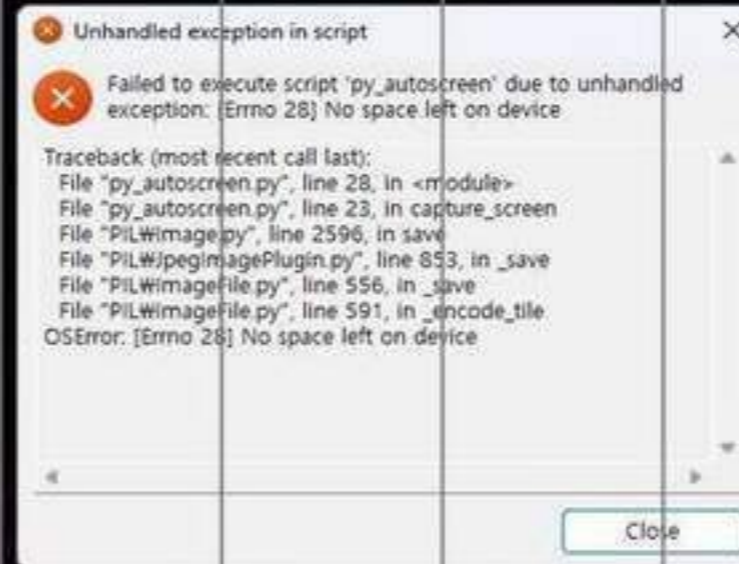 Unhandled exception in script
Failed to execute script 'py_autoscreen' due to unhandled
exception: [Errno 28] No space left on device
Traceback (most recent call last):
File "py_autoscreen.py", line 28, in <module>
File "py_autoscreen.py", line 23, in capture_screen
File "PIL₩Image.py", line 2596, in save
File "PIL₩JpegImagePlugin.py", line 853, in _save
File "PIL₩ImageFile.py", line 556, in _save
File "PIL₩ImageFile.py", line 591, in _encode_tile
OSError: [Errno 28] No space left on device
Close